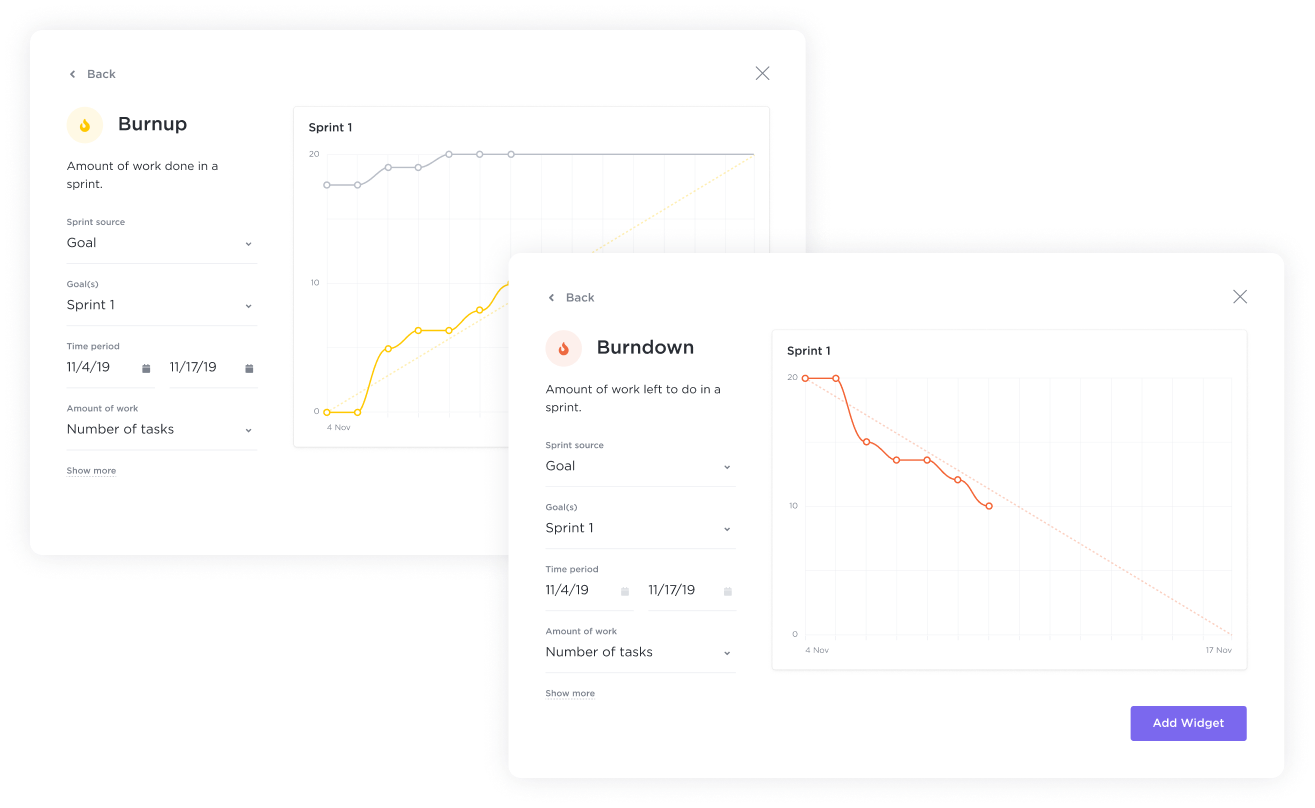 Back
Burnup
Amount of work done in a
sprint.
Sprint source
Goal
Goal(s)
Sprint 1
Time period
11/4/19 11/17/19
Amount of work
Number of tasks
Show more
Sprint 1
20
10
0
4 Nov
Back
Burndown
Amount of work left to do in a
sprint.
Sprint source
Goal
Goal(s)
Sprint 1
Time period
11/4/19 11/17/19
Amount of work
Number of tasks
Show more
Sprint 1
20
10
0
4 Nov 17 Nov
Add Widget